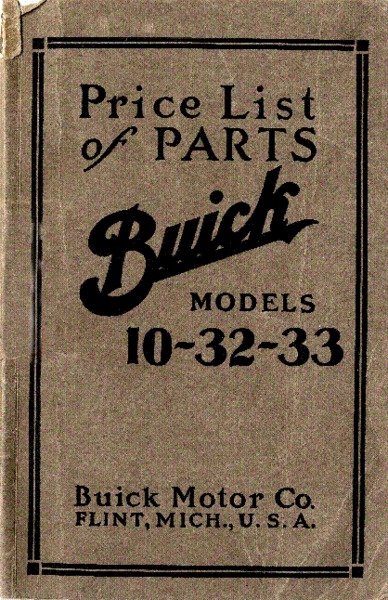 Price List
of PARTS
Buick
MODELS
10-32-33
Buick Motor Co.
FLINT, MICH., U. S. A.